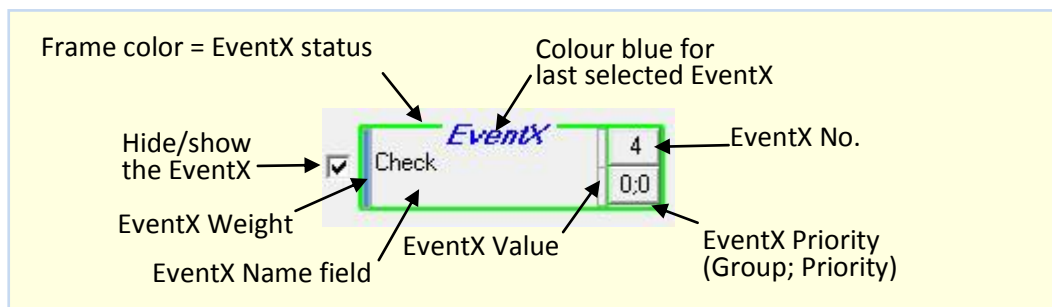 Frame color = EventX status
Colour blue for
last selected EventX
Hide/show
the EventX
EventX
Check
4
0;0
EventX No.
EventX Weight
EventX Name field
EventX Value
EventX Priority
(Group; Priority)